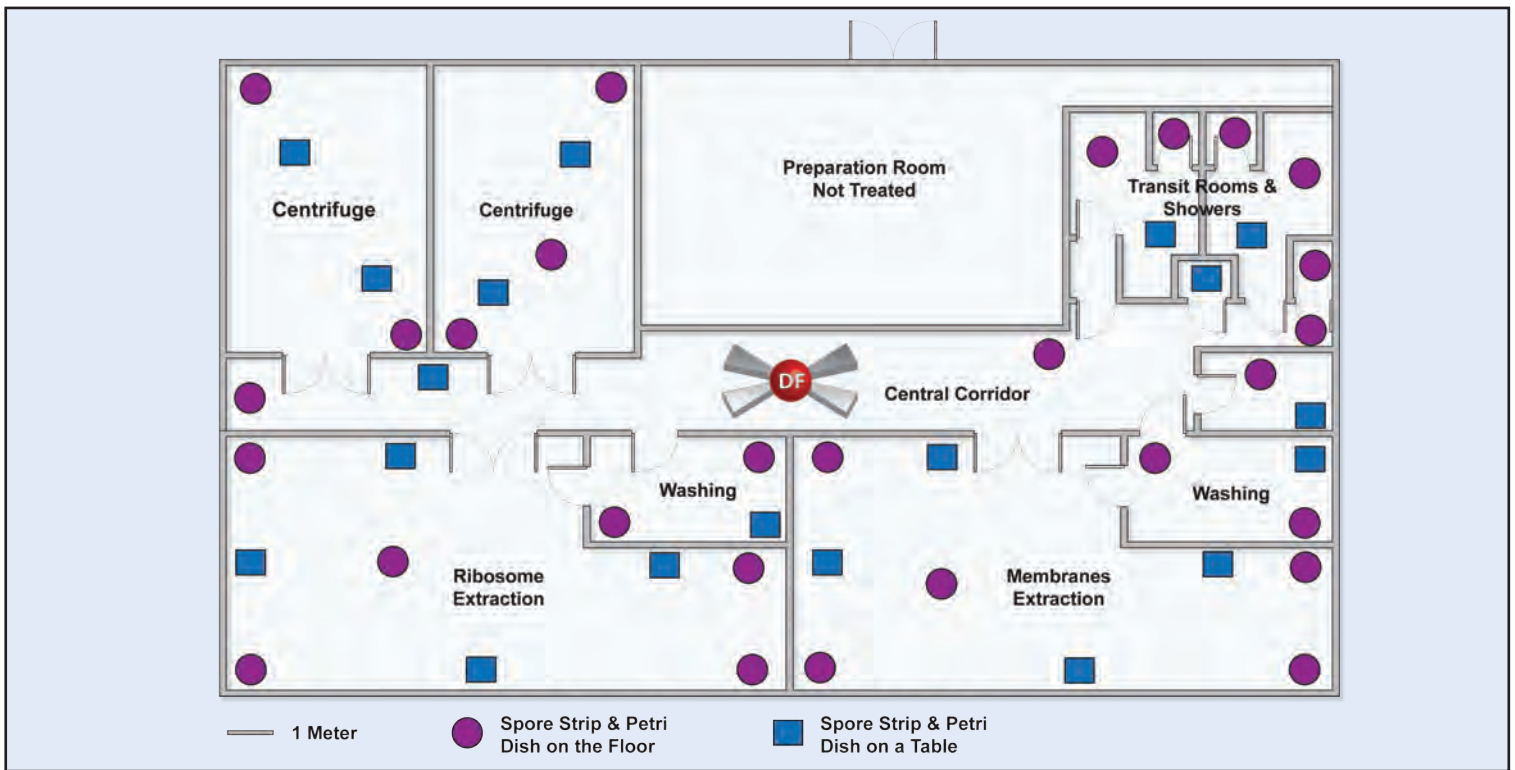 Centrifuge
Centrifuge
Preparation Room
Not Treated
Transit Rooms &
Showers
DF
Central Corridor
Washing
Washing
Ribosome
Extraction
Membranes
Extraction
1 Meter
Spore Strip & Petri
Dish on the Floor
Spore Strip & Petri
Dish on a Table